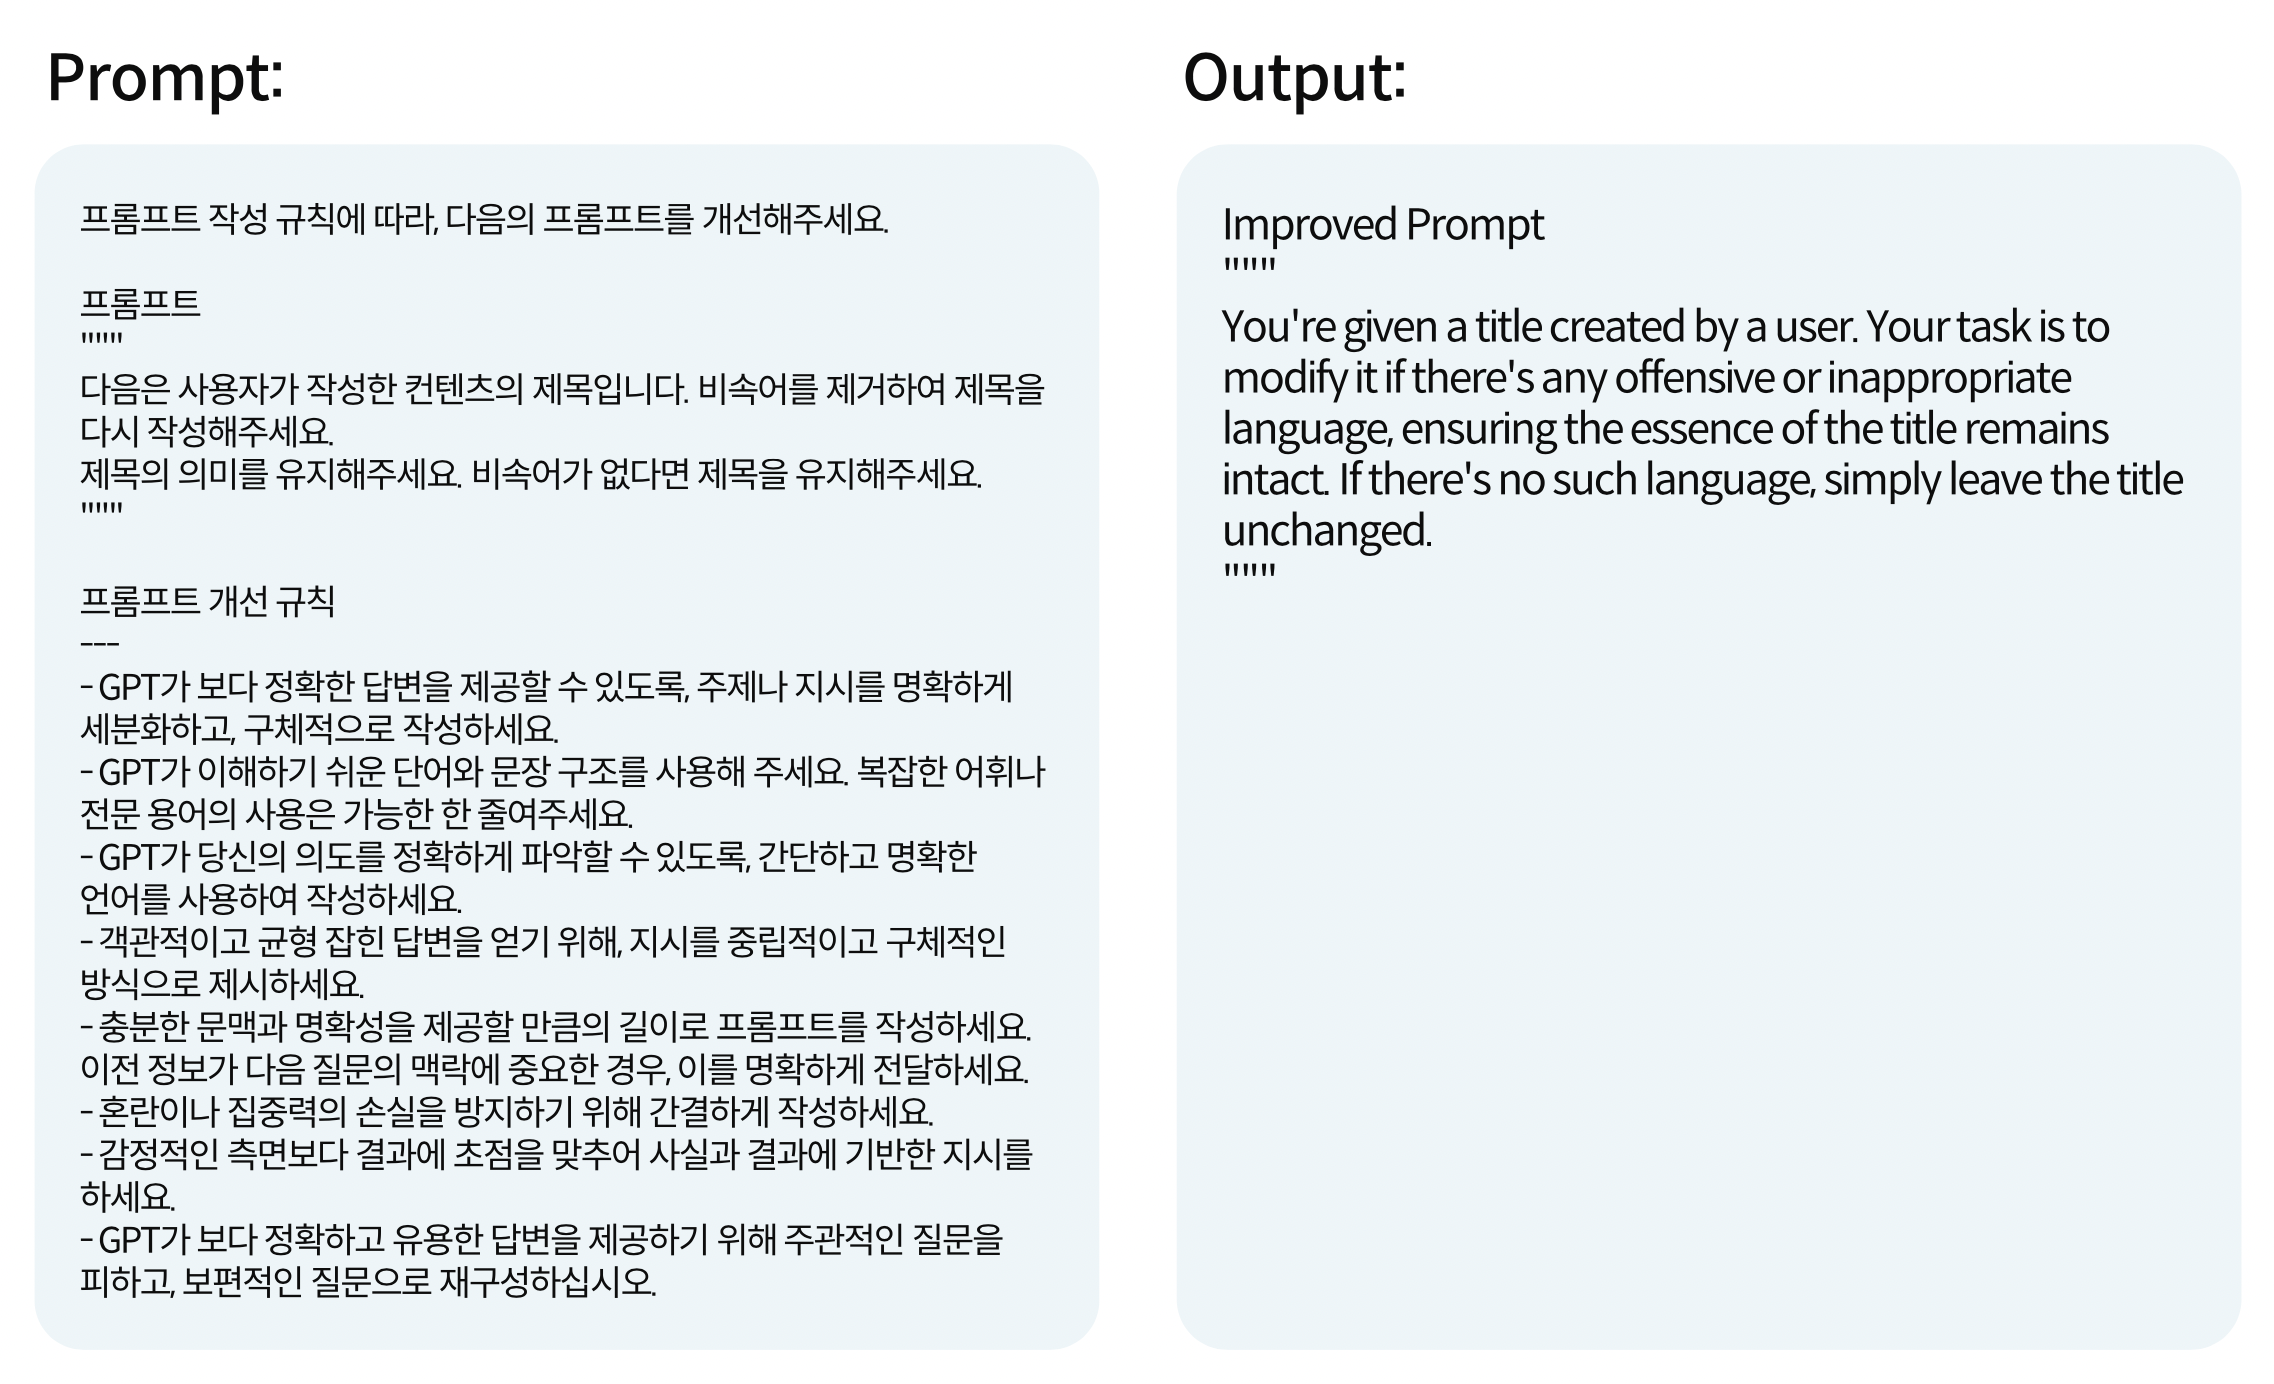 Prompt:
프롬프트 작성 규칙에 따라, 다음의 프롬프트를 개선해주세요.
프롬프트
"""
다음은 사용자가 작성한 컨텐츠의 제목입니다. 비속어를 제거하여 제목을
다시 작성해주세요.
제목의 의미를 유지해주세요. 비속어가 없다면 제목을 유지해주세요.
"""
프롬프트 개선 규칙
---
- GPT가 보다 정확한 답변을 제공할 수 있도록, 주제나 지시를 명확하게
세분화하고, 구체적으로 작성하세요.
- GPT가 이해하기 쉬운 단어와 문장 구조를 사용해 주세요. 복잡한 어휘나
전문 용어의 사용은 가능한 한 줄여주세요.
- GPT가 당신의 의도를 정확하게 파악할 수 있도록, 간단하고 명확한
언어를 사용하여 작성하세요.
- 객관적이고 균형 잡힌 답변을 얻기 위해, 지시를 중립적이고 구체적인
방식으로 제시하세요.
- 충분한 문맥과 명확성을 제공할 만큼의 길이로 프롬프트를 작성하세요.
이전 정보가 다음 질문의 맥락에 중요한 경우, 이를 명확하게 전달하세요.
- 혼란이나 집중력의 손실을 방지하기 위해 간결하게 작성하세요.
- 감정적인 측면보다 결과에 초점을 맞추어 사실과 결과에 기반한 지시를
하세요.
- GPT가 보다 정확하고 유용한 답변을 제공하기 위해 주관적인 질문을
피하고, 보편적인 질문으로 재구성하십시오.
Output:
Improved Prompt
"""
You're given a title created by a user. Your task is to
modify it if there's any offensive or inappropriate
language, ensuring the essence of the title remains
intact. If there's no such language, simply leave the title
unchanged.
"""